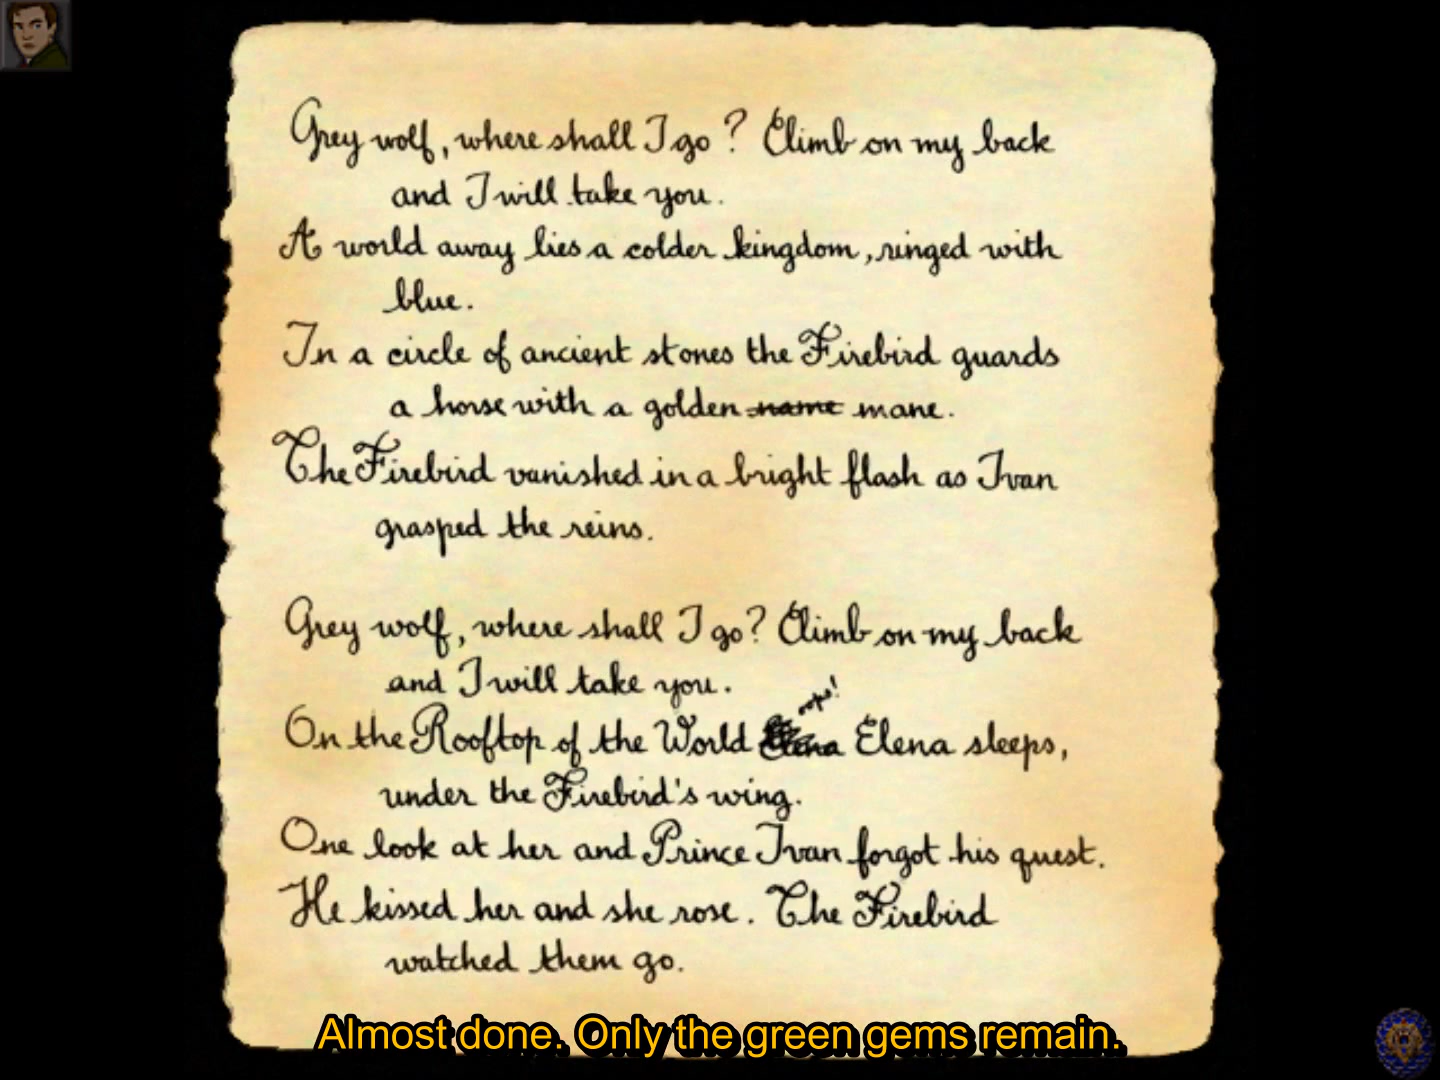 Grey wolf, where shall I go? Climb on my back
and I will take you.
A world away lies a colder kingdom, ringed with
blue.
In a circle of ancient stones the Firebird guards
a horse with a golden name mane.
The Firebird vanished in a bright flash as Ivan
grasped the reins.
Grey wolf, where shall I go? Climb on my back
and I will take you.
oops!
On the Rooftop of the World Elena Elena sleeps,
under the Firebird's wing.
One look at her and Prince Ivan forgot his quest.
He kissed her and she rose. The Firebird
watched them go.
Almost done. Only the green gems remain.